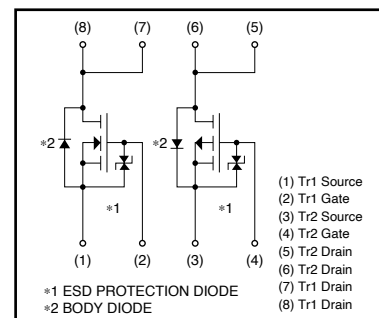 (8) (7) (6) (5)
∗2 ∗2
∗1 ∗1
(1) (2) (3) (4)
(1) Tr1 Source
(2) Tr1 Gate
(3) Tr2 Source
(4) Tr2 Gate
(5) Tr2 Drain
(6) Tr2 Drain
(7) Tr1 Drain
(8) Tr1 Drain
∗1 ESD PROTECTION DIODE
∗2 BODY DIODE